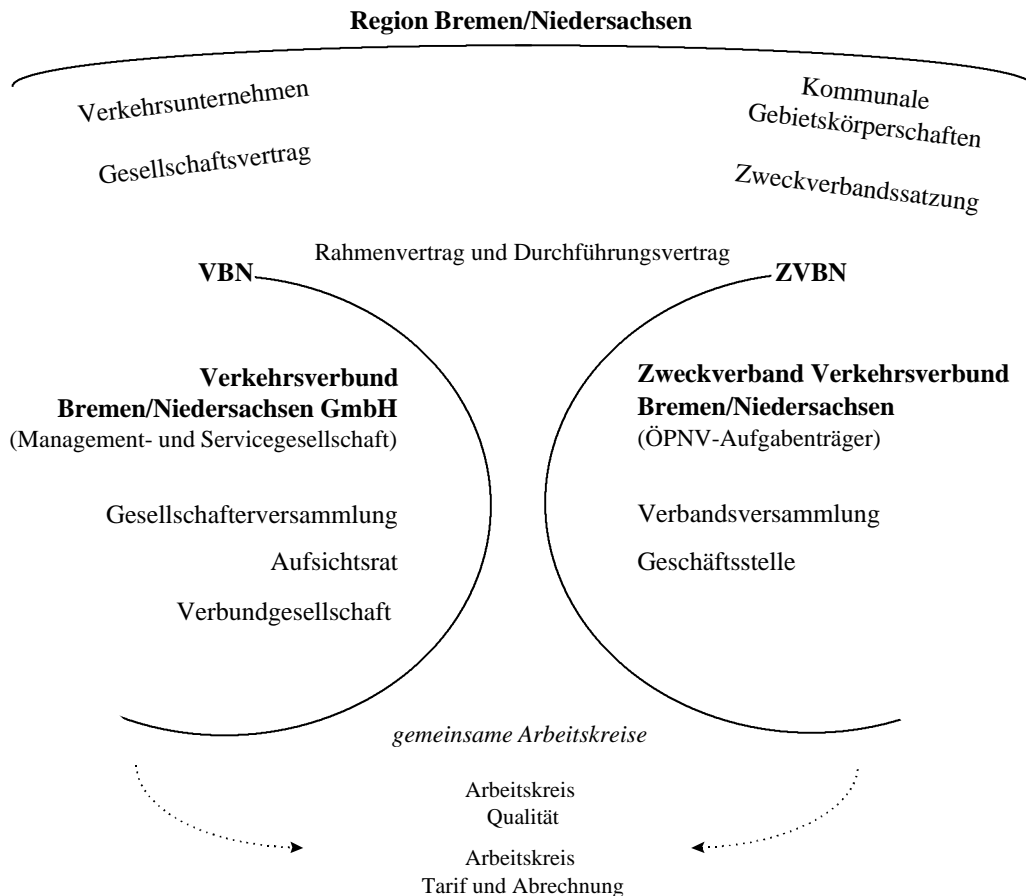 Region Bremen/Niedersachsen
Verkehrsunternehmen
Gesellschaftsvertrag
Kommunale
Gebietskörperschaften
Zweckverbandssatzung
Rahmenvertrag und Durchführungsvertrag
VBN
ZVBN
Verkehrsverbund
Bremen/Niedersachsen GmbH
(Management- und Servicegesellschaft)
Gesellschafterversammlung
Aufsichtsrat
Verbundgesellschaft
Zweckverband Verkehrsverbund
Bremen/Niedersachsen
(ÖPNV-Aufgabenträger)
Verbandsversammlung
Geschäftsstelle
gemeinsame Arbeitskreise
Arbeitskreis
Qualität
Arbeitskreis
Tarif und Abrechnung